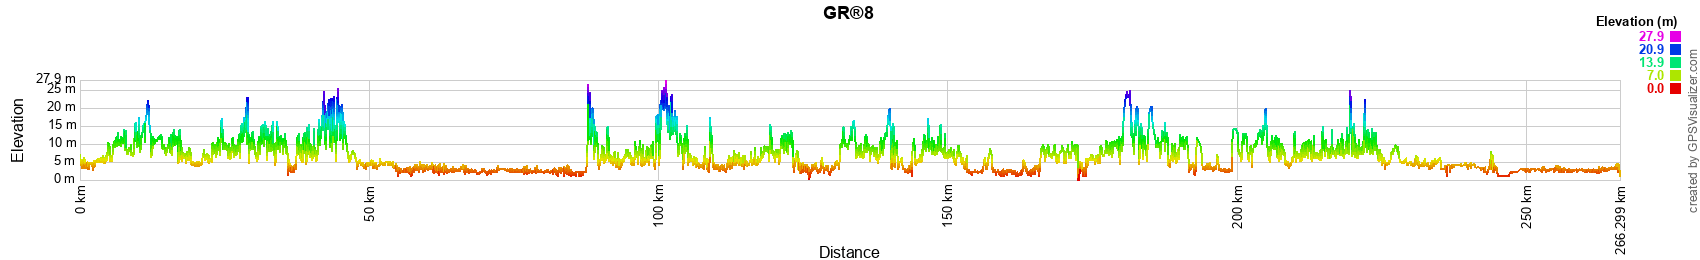 GR®8
Elevation (m)
27.9
20.9
13.9
7.0
0.0
27.9 m
25 m
20 m
15 m
10 m
5 m
0 m
Elevation
0 km
50 km
100 km
150 km
200 km
250 km
266.299 km
Distance
created by GPSVisualizer.com